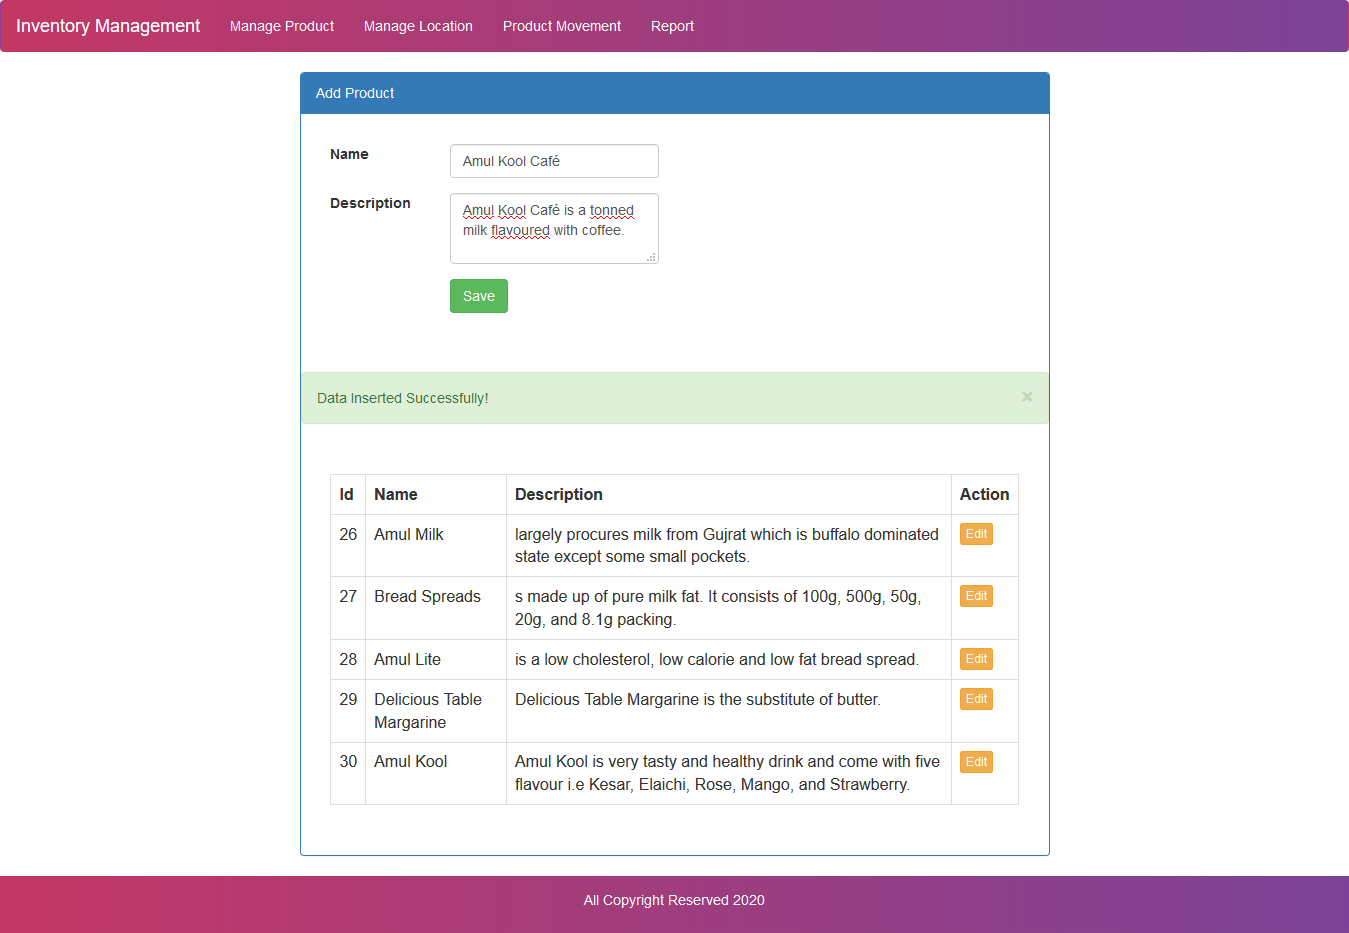 Inventory Management Manage Product Manage Location Product Movement Report
Add Product
Name
Amul Kool Café
Description
Amul Kool Café is a tonned
milk flavoured with coffee.
Save
Data Inserted Successfully! ×
Id Name Description Action
26 Amul Milk largely procures milk from Gujrat which is buffalo dominated Edit
state except some small pockets.
27 Bread Spreads s made up of pure milk fat. It consists of 100g, 500g, 50g, Edit
20g, and 8.1g packing.
28 Amul Lite is a low cholesterol, low calorie and low fat bread spread. Edit
29 Delicious Table Delicious Table Margarine is the substitute of butter. Edit
Margarine
30 Amul Kool Amul Kool is very tasty and healthy drink and come with five Edit
flavour i.e Kesar, Elaichi, Rose, Mango, and Strawberry.
All Copyright Reserved 2020